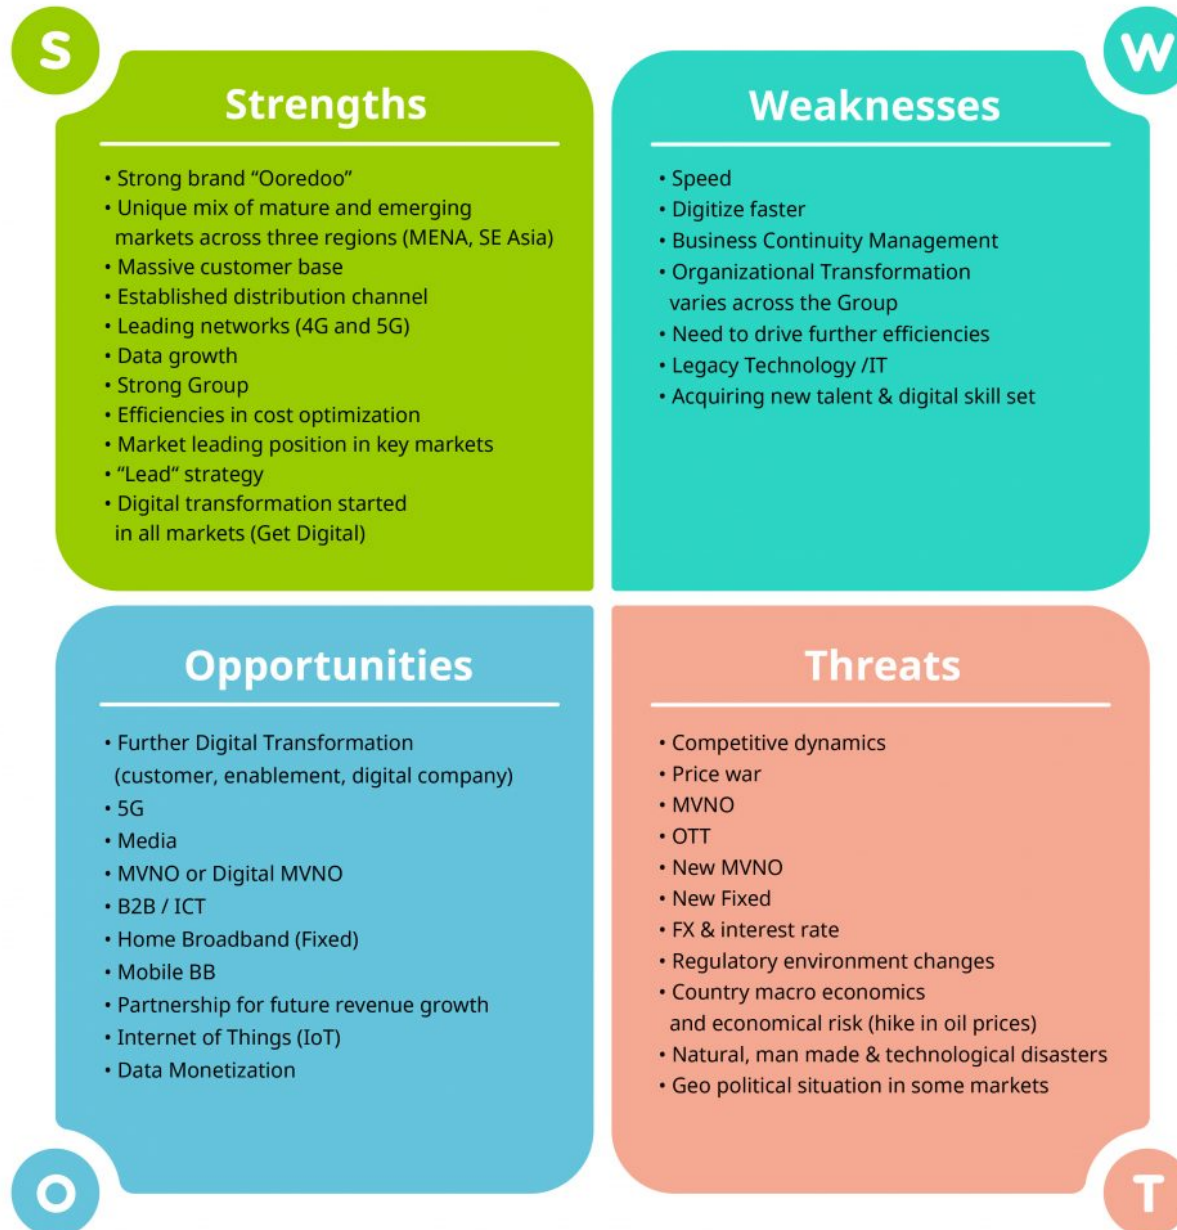 S
Strengths
• Strong brand “Ooredoo”
• Unique mix of mature and emerging
markets across three regions (MENA, SE Asia)
• Massive customer base
• Established distribution channel
• Leading networks (4G and 5G)
• Data growth
• Strong Group
• Efficiencies in cost optimization
• Market leading position in key markets
• “Lead“ strategy
• Digital transformation started
in all markets (Get Digital)
W
Weaknesses
• Speed
• Digitize faster
• Business Continuity Management
• Organizational Transformation
varies across the Group
• Need to drive further efficiencies
• Legacy Technology /IT
• Acquiring new talent & digital skill set
Opportunities
• Further Digital Transformation
(customer, enablement, digital company)
• 5G
• Media
• MVNO or Digital MVNO
• B2B / ICT
• Home Broadband (Fixed)
• Mobile BB
• Partnership for future revenue growth
• Internet of Things (IoT)
• Data Monetization
O
Threats
• Competitive dynamics
• Price war
• MVNO
• OTT
• New MVNO
• New Fixed
• FX & interest rate
• Regulatory environment changes
• Country macro economics
and economical risk (hike in oil prices)
• Natural, man made & technological disasters
• Geo political situation in some markets
T